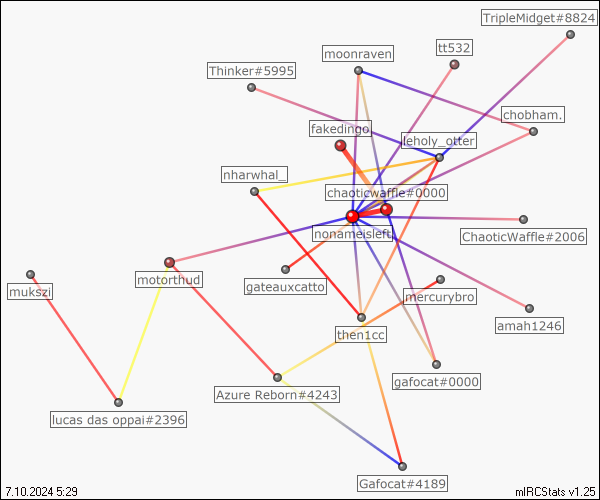 TripleMidget#8824
tt532
moonraven
Thinker#5995
chobham.
fakedingo
leholy_otter
nharwhal_
chaoticwaffle#0000
nonameisleft
ChaoticWaffle#2006
motorthud
gateauxcatto
mukszi
mercurybro
amah1246
then1cc
gafocat#0000
Azure Reborn#4243
lucas das oppai#2396
Gafocat#4189
7.10.2024 5:29
mIRCStats v1.25